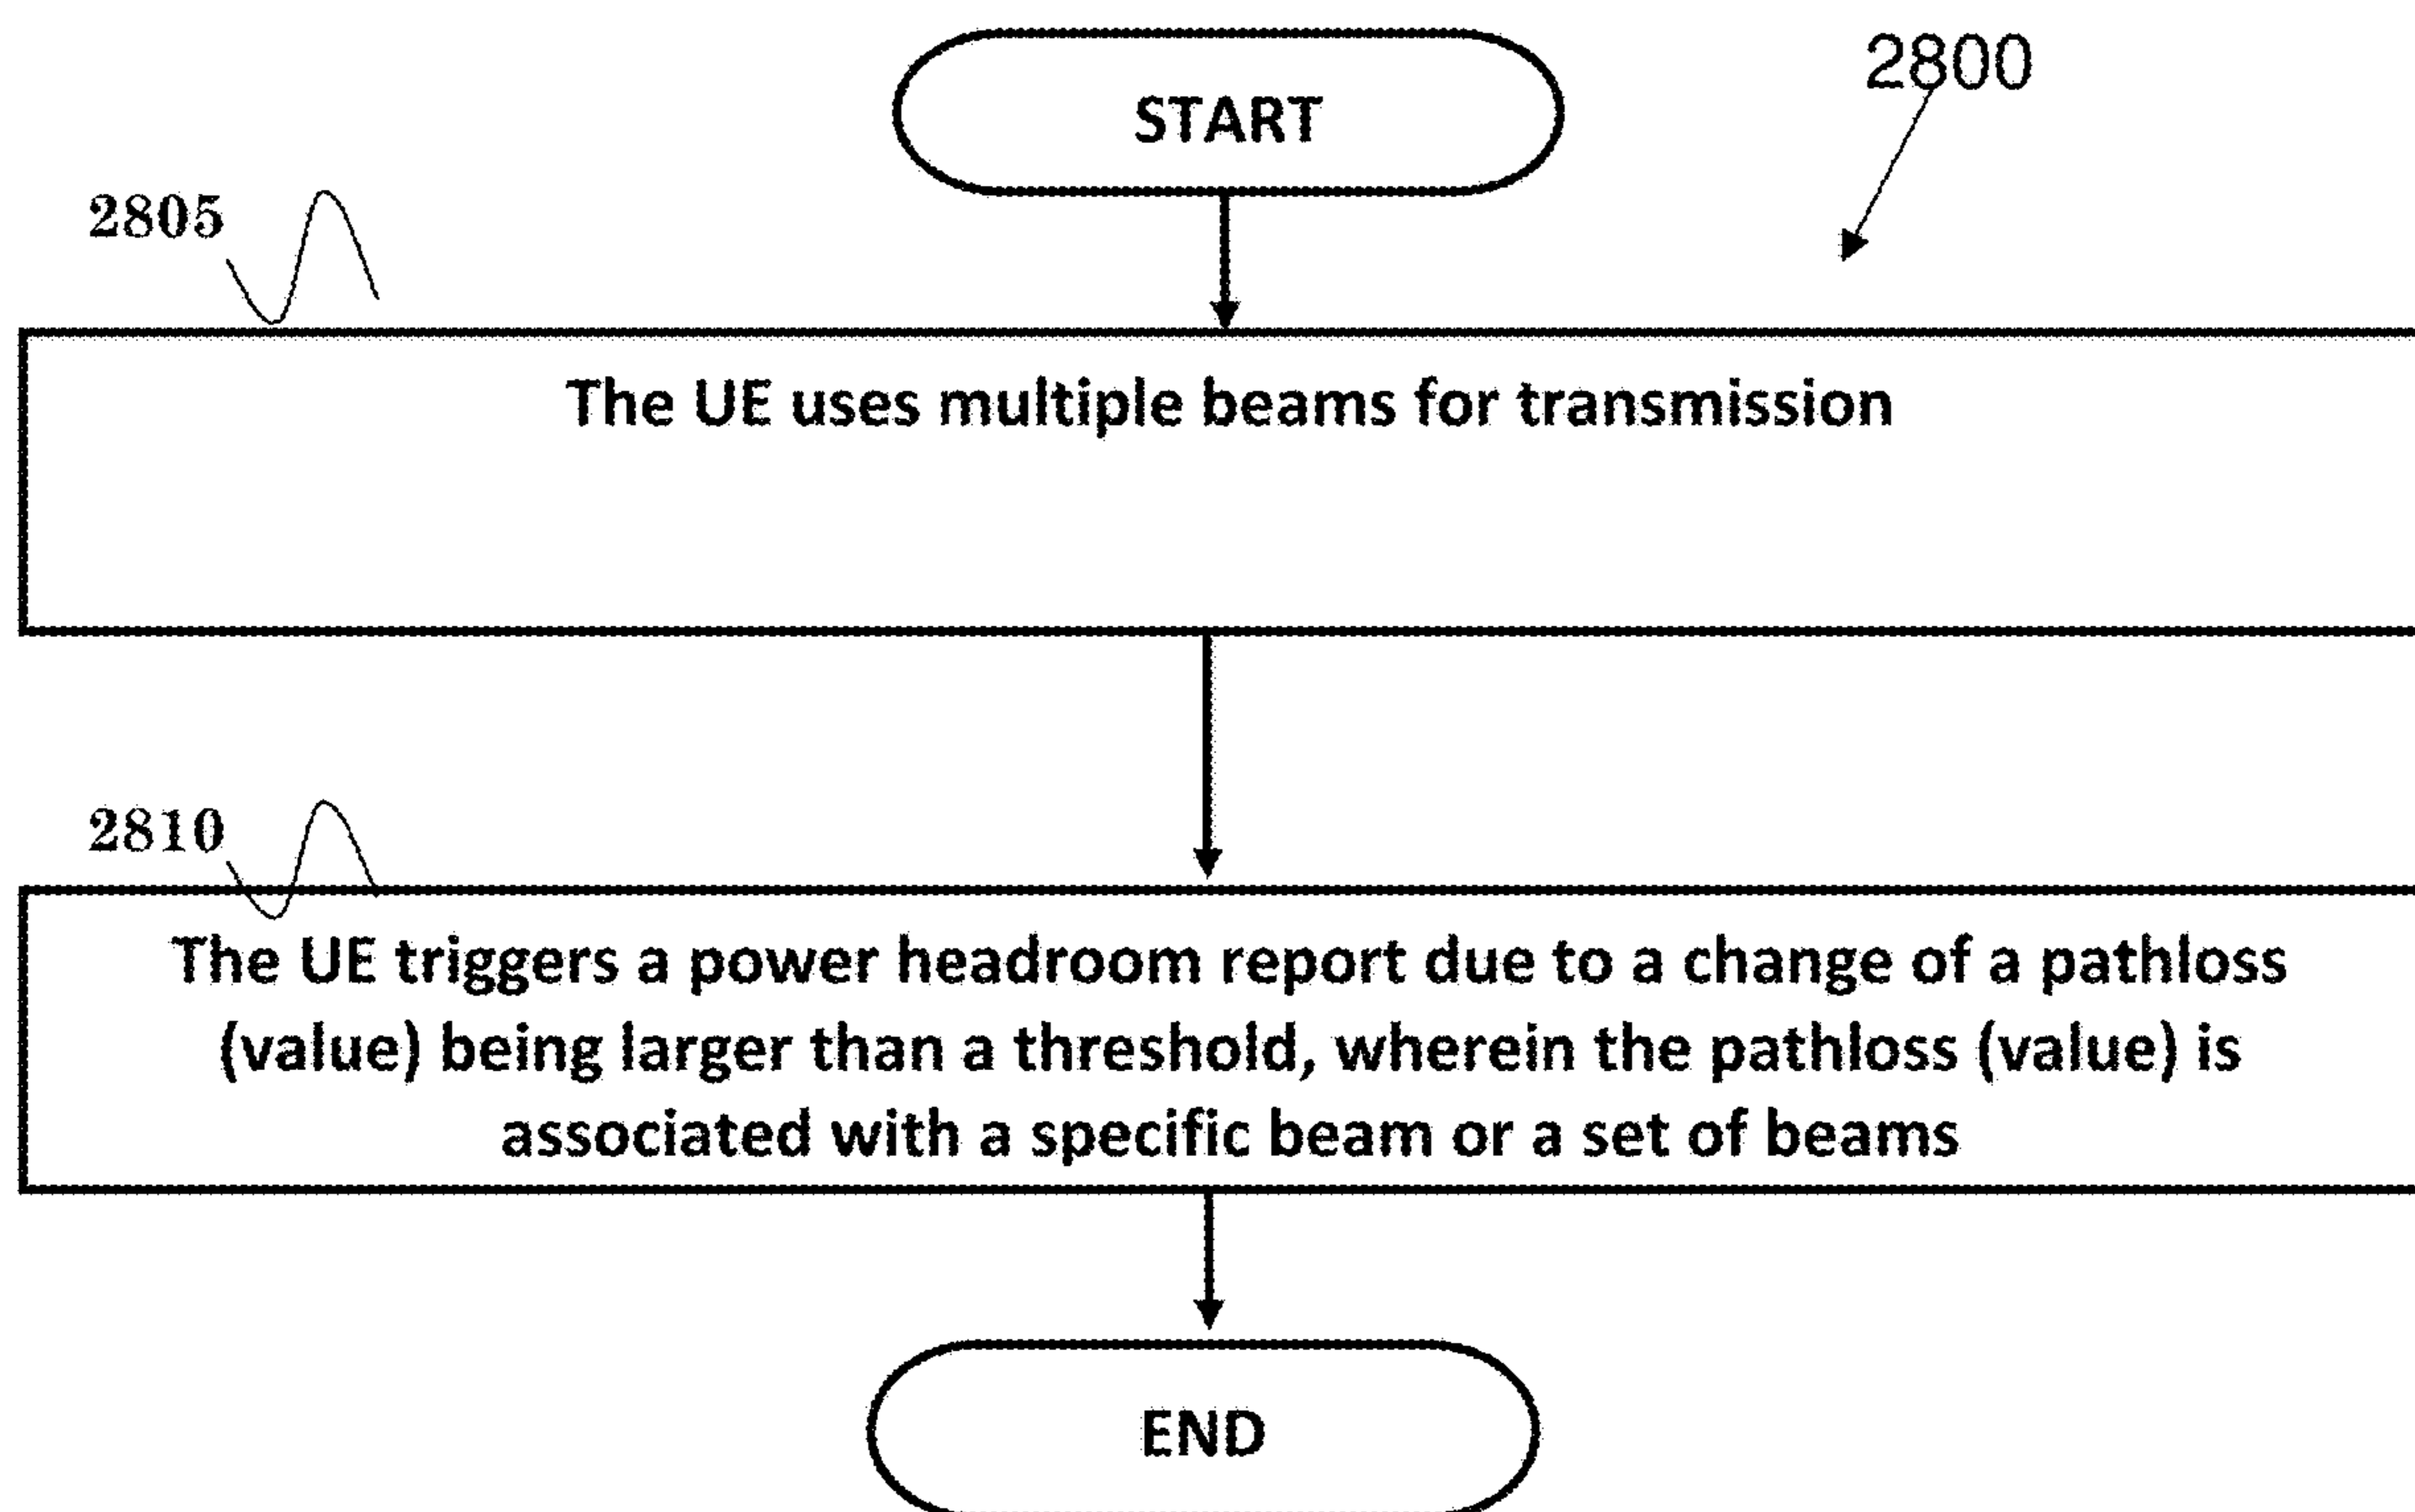 START
2800
2805
The UE uses multiple beams for transmission
2810
The UE triggers a power headroom report due to a change of a pathloss
(value) being larger than a threshold, wherein the pathloss (value) is
associated with a specific beam or a set of beams
END